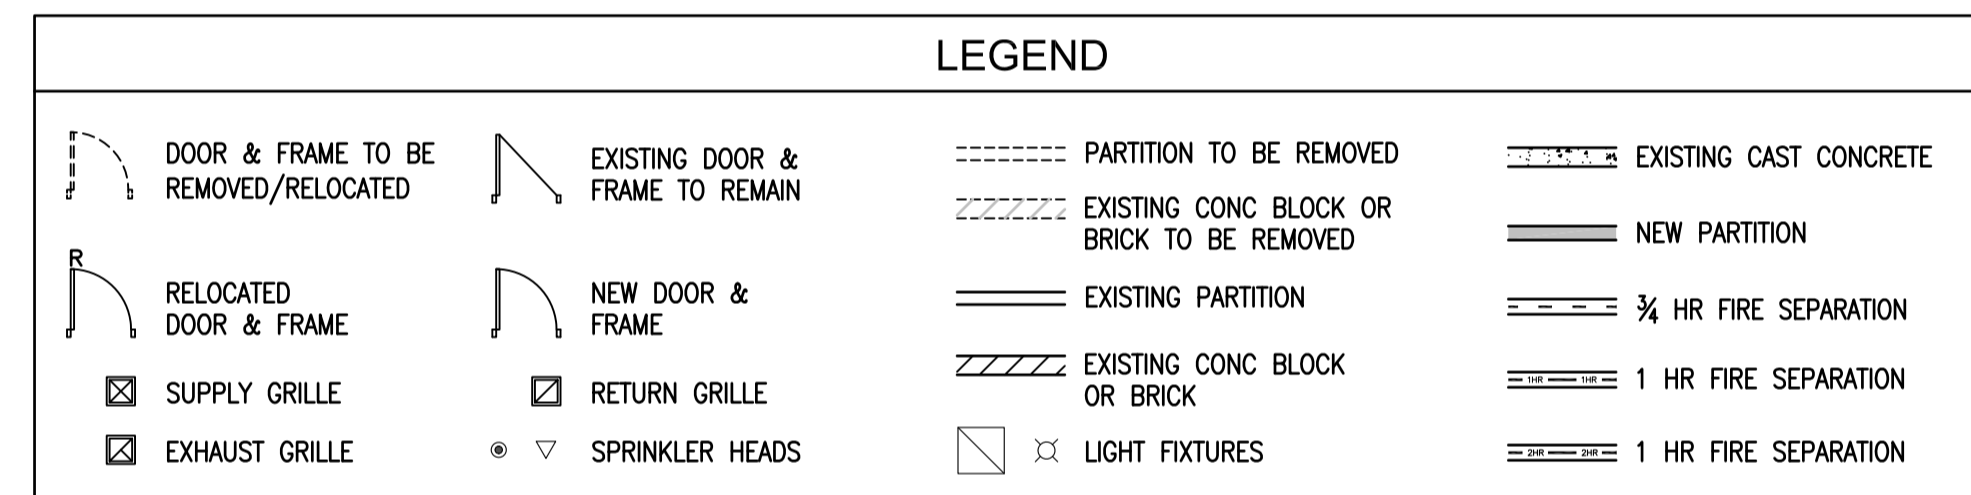 LEGEND
DOOR & FRAME TO BE
REMOVED/RELOCATED
EXISTING DOOR &
FRAME TO REMAIN
PARTITION TO BE REMOVED
EXISTING CAST CONCRETE
EXISTING CONC BLOCK OR
BRICK TO BE REMOVED
NEW PARTITION
R
RELOCATED
DOOR & FRAME
NEW DOOR &
FRAME
EXISTING PARTITION
¾ HR FIRE SEPARATION
SUPPLY GRILLE
RETURN GRILLE
EXISTING CONC BLOCK
OR BRICK
1HR 1HR 1 HR FIRE SEPARATION
EXHAUST GRILLE
SPRINKLER HEADS
LIGHT FIXTURES
2HR 2HR 1 HR FIRE SEPARATION